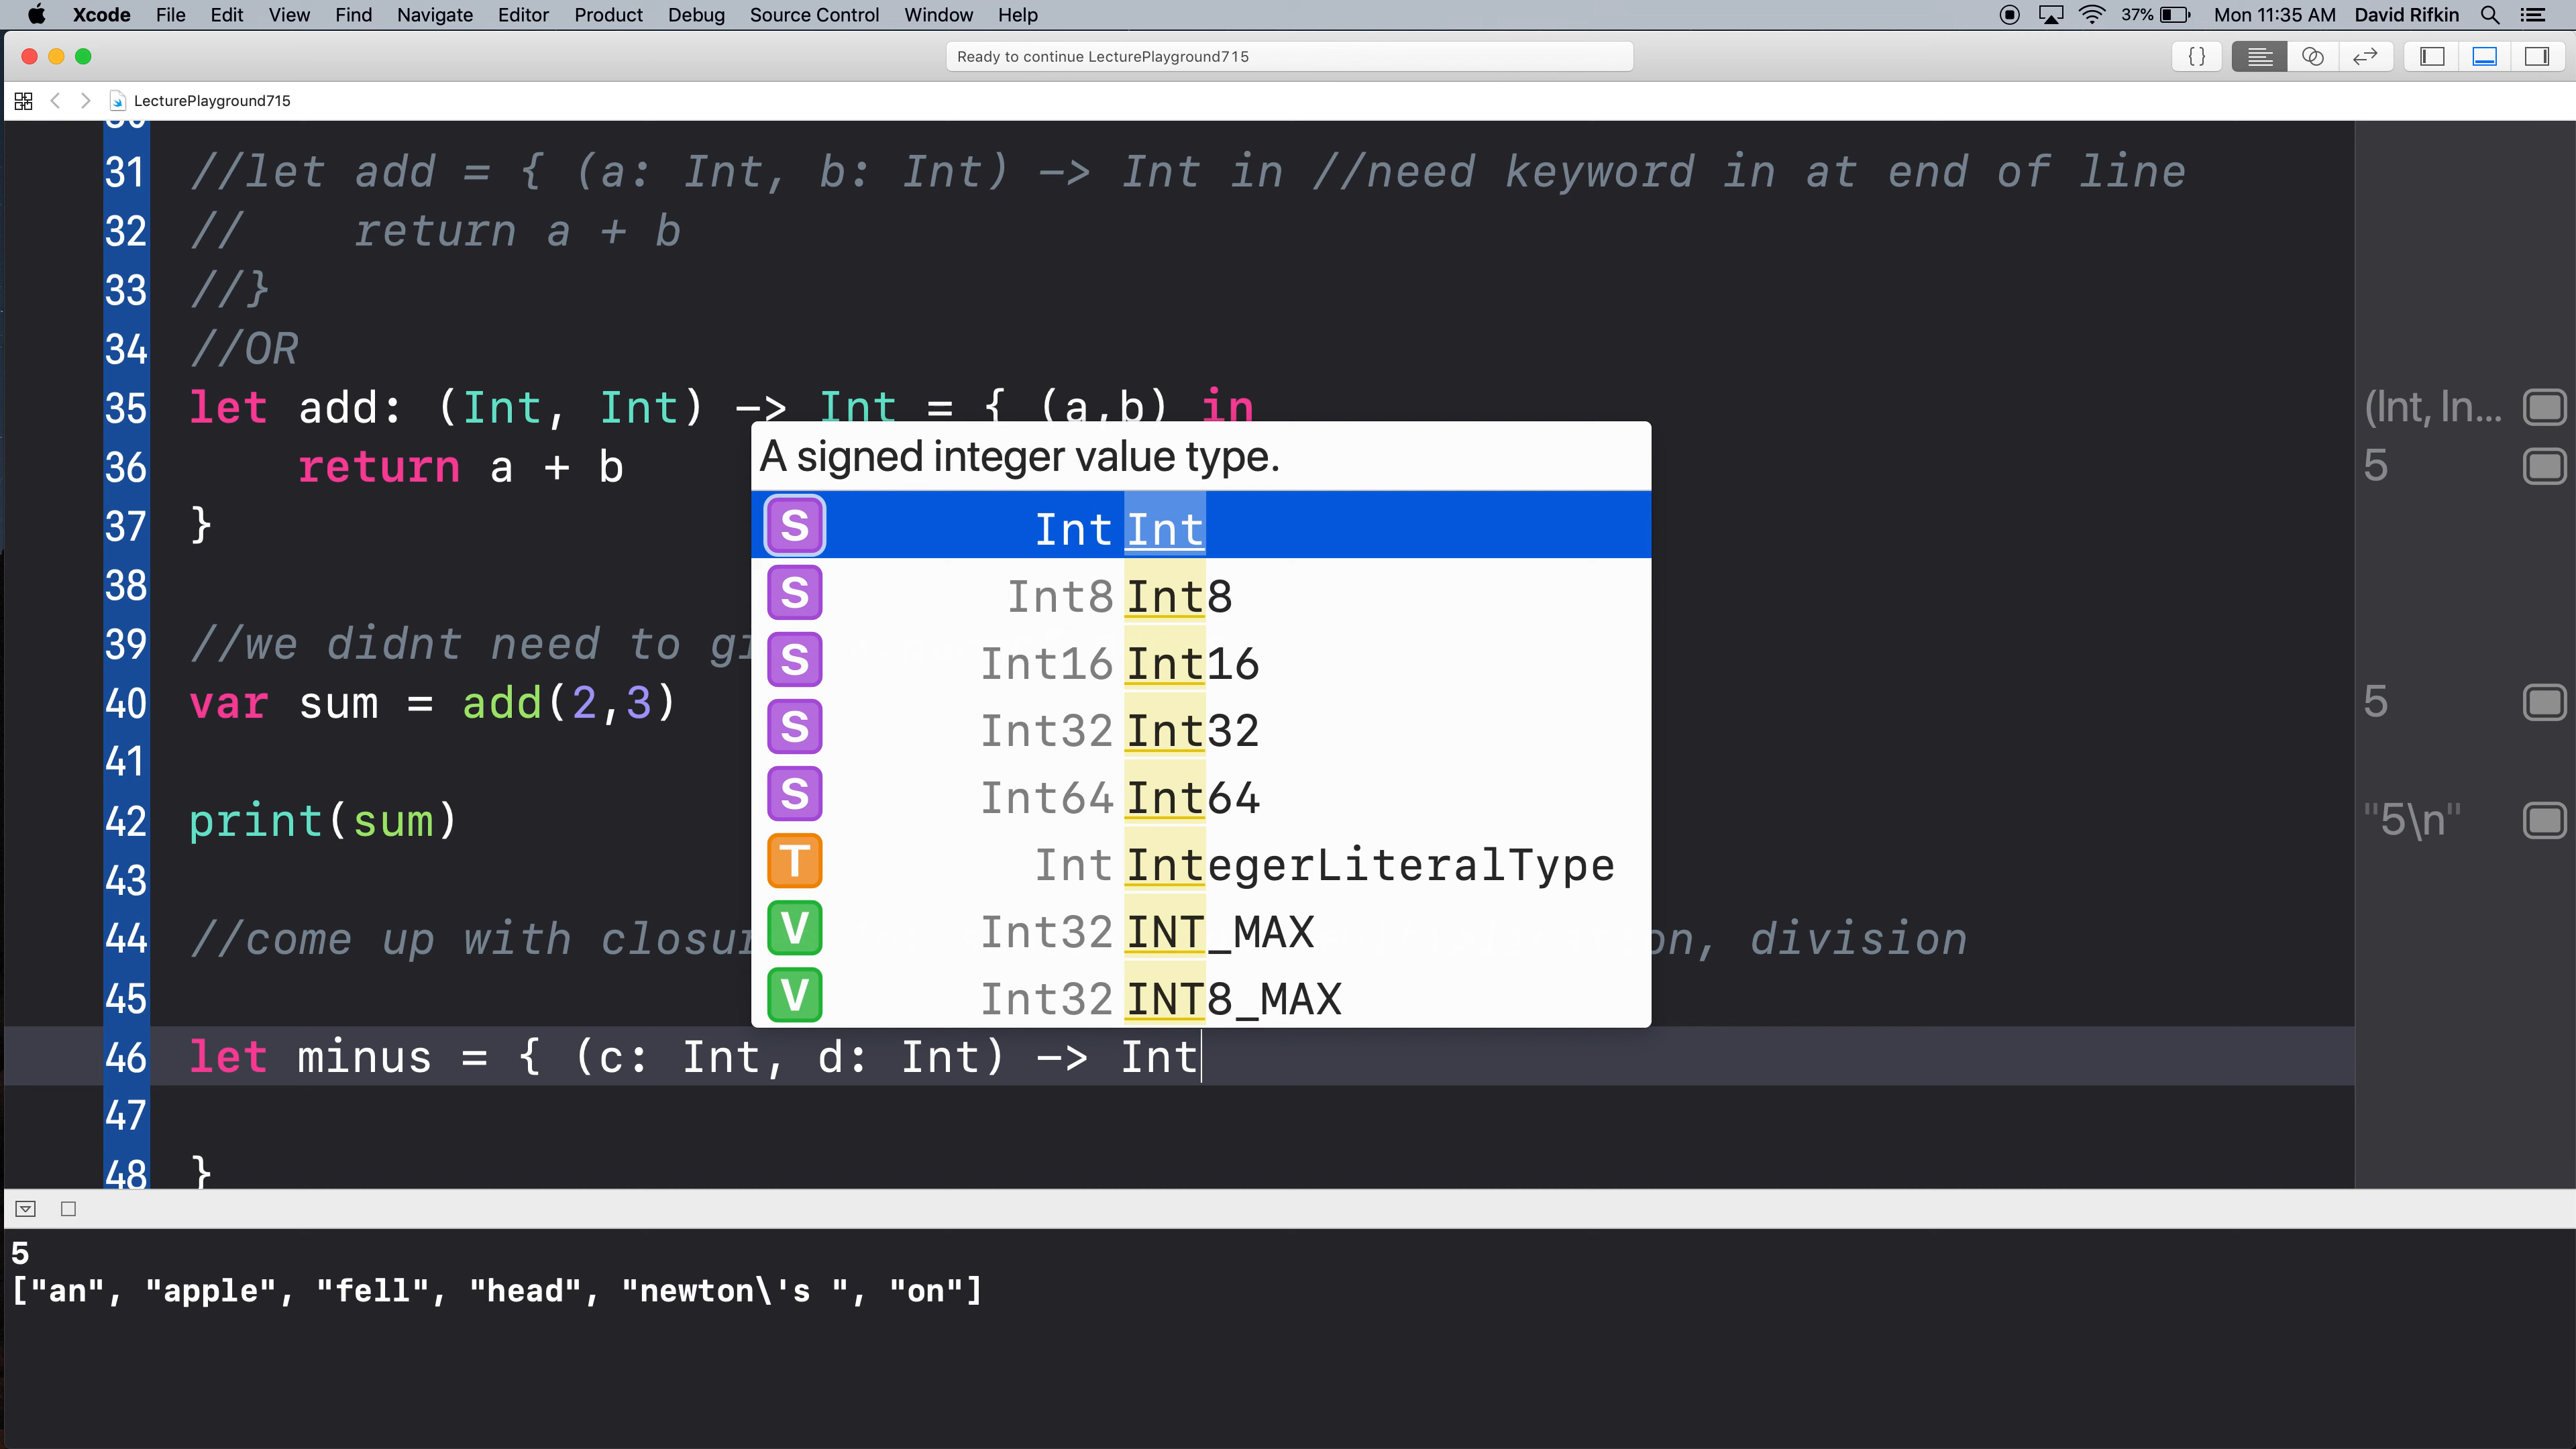 Xcode File Edit View Find Navigate Editor Product Debug Source Control Window Help 37% Mon 11:35 AM David Rifkin
Ready to continue LecturePlayground715
LecturePlayground715
31 //let add = { (a: Int, b: Int) -> Int in //need keyword in at end of line
32 //    return a + b
33 //}
34 //OR
35 let add: (Int, Int) -> Int = { (a,b) in (Int, In...
36     return a + b 5
37 }
38
39 //we didnt need to
40 var sum = add(2,3) 5
41
42 print(sum) "5\n"
43
44 //come up with division
45
46 let minus = { (c: Int, d: Int) -> Int
47
48 }
A signed integer value type.
S Int Int
S Int8 Int8
S Int16 Int16
S Int32 Int32
S Int64 Int64
T Int IntegerLiteralType
V Int32 INT_MAX
V Int32 INT8_MAX
5
["an", "apple", "fell", "head", "newton\'s ", "on"]